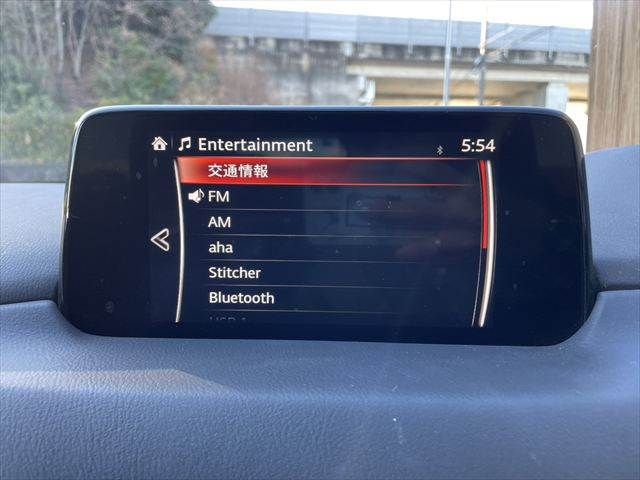 Entertainment 5:54
交通情報
FM
AM
aha
Stitcher
Bluetooth